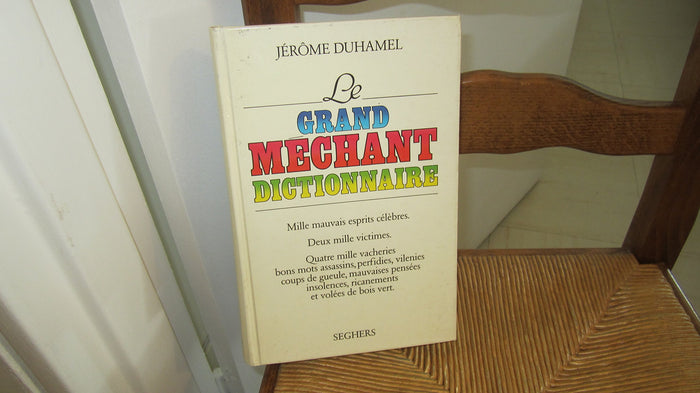 JÉRÔME DUHAMEL
Le
GRAND
MÉCHANT
DICTIONNAIRE
Mille mauvais esprits célèbres.
Deux mille victimes.
Quatre mille vacheries
bons mots assassins, perfidies, vilenies
coups de gueule, mauvaises pensées
insolences, ricanements
et volées de bois vert.
SEGHERS